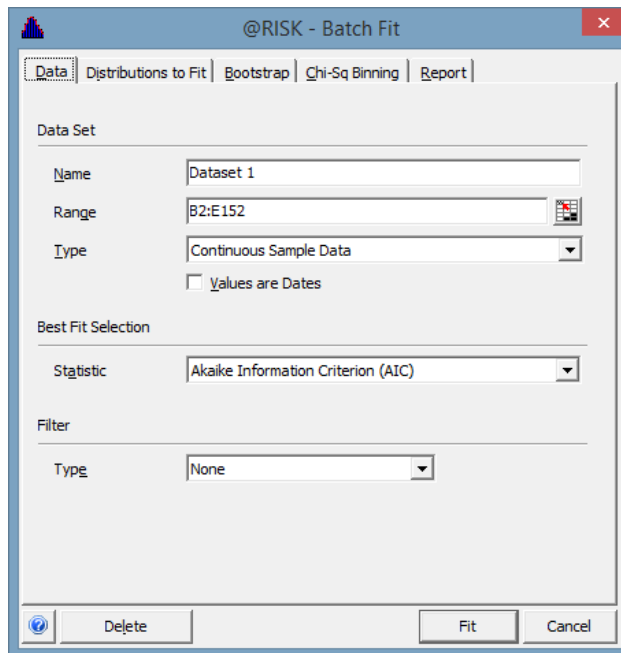 @RISK - Batch Fit
Data Distributions to Fit Bootstrap Chi-Sq Binning Report
Data Set
Name Dataset 1
Range B2:E152
Type Continuous Sample Data
Values are Dates
Best Fit Selection
Statistic Akaike Information Criterion (AIC)
Filter
Type None
Delete Fit Cancel